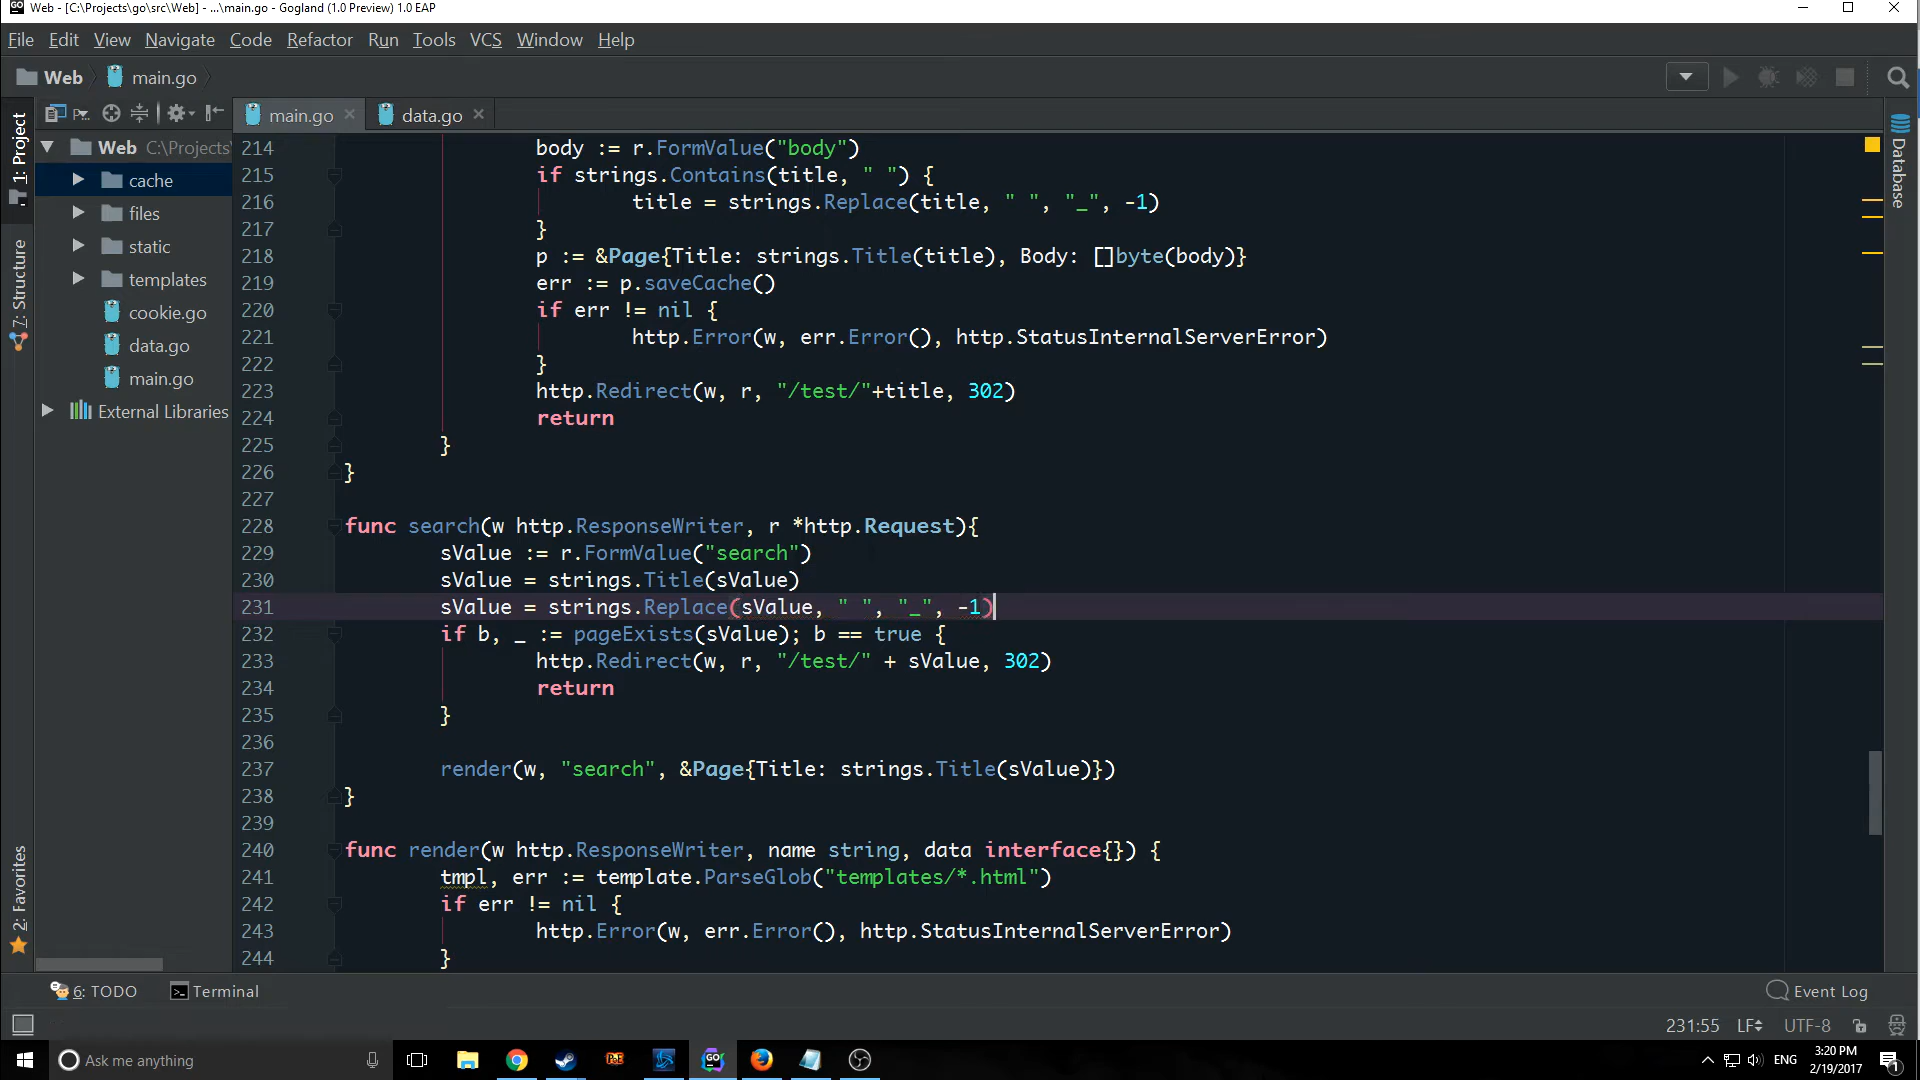 Web - [C:\Projects\go\src\Web] - ...\main.go - Gogland (1.0 Preview) 1.0 EAP
File Edit View Navigate Code Refactor Run Tools VCS Window Help
Web main.go
main.go data.go
1: Project
7: Structure
2: Favorites
Web C:\Projects\
cache
files
static
templates
cookie.go
data.go
main.go
External Libraries
214 body := r.FormValue("body")
215 if strings.Contains(title, " ") {
216 title = strings.Replace(title, " ", "_", -1)
217 }
218 p := &Page{Title: strings.Title(title), Body: []byte(body)}
219 err := p.saveCache()
220 if err != nil {
221 http.Error(w, err.Error(), http.StatusInternalServerError)
222 }
223 http.Redirect(w, r, "/test/"+title, 302)
224 return
225 }
226 }
227
228 func search(w http.ResponseWriter, r *http.Request){
229 sValue := r.FormValue("search")
230 sValue = strings.Title(sValue)
231 sValue = strings.Replace(sValue, " ", "_", -1)
232 if b, _ := pageExists(sValue); b == true {
233 http.Redirect(w, r, "/test/" + sValue, 302)
234 return
235 }
236
237 render(w, "search", &Page{Title: strings.Title(sValue)})
238 }
239
240 func render(w http.ResponseWriter, name string, data interface{}) {
241 tmpl, err := template.ParseGlob("templates/*.html")
242 if err != nil {
243 http.Error(w, err.Error(), http.StatusInternalServerError)
244 }
Database
6: TODO Terminal Event Log
231:55 LF UTF-8
Ask me anything
GO
ENG
3:20 PM
2/19/2017
1